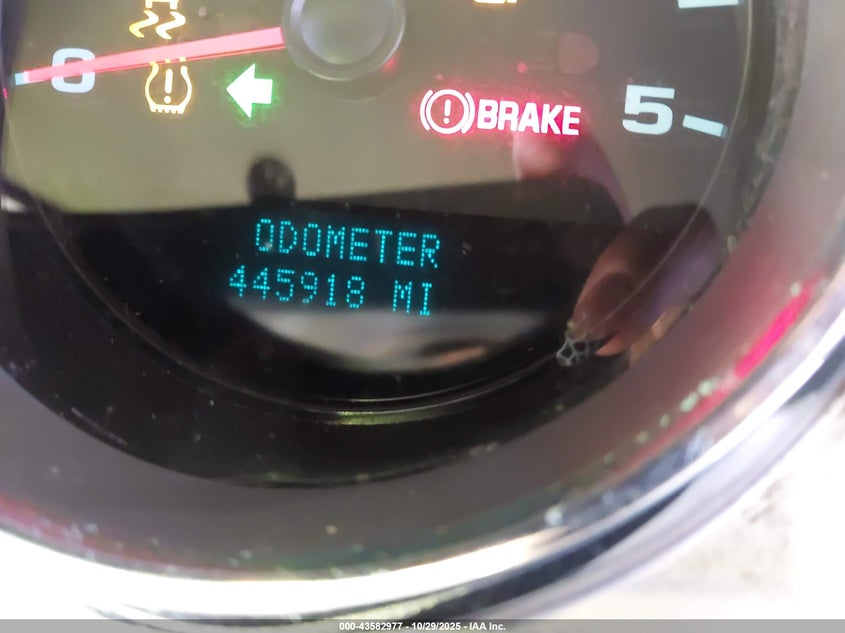 0
BRAKE
5
ODOMETER
445918 MI
000-43582977 - 10/29/2025 - IAA Inc.